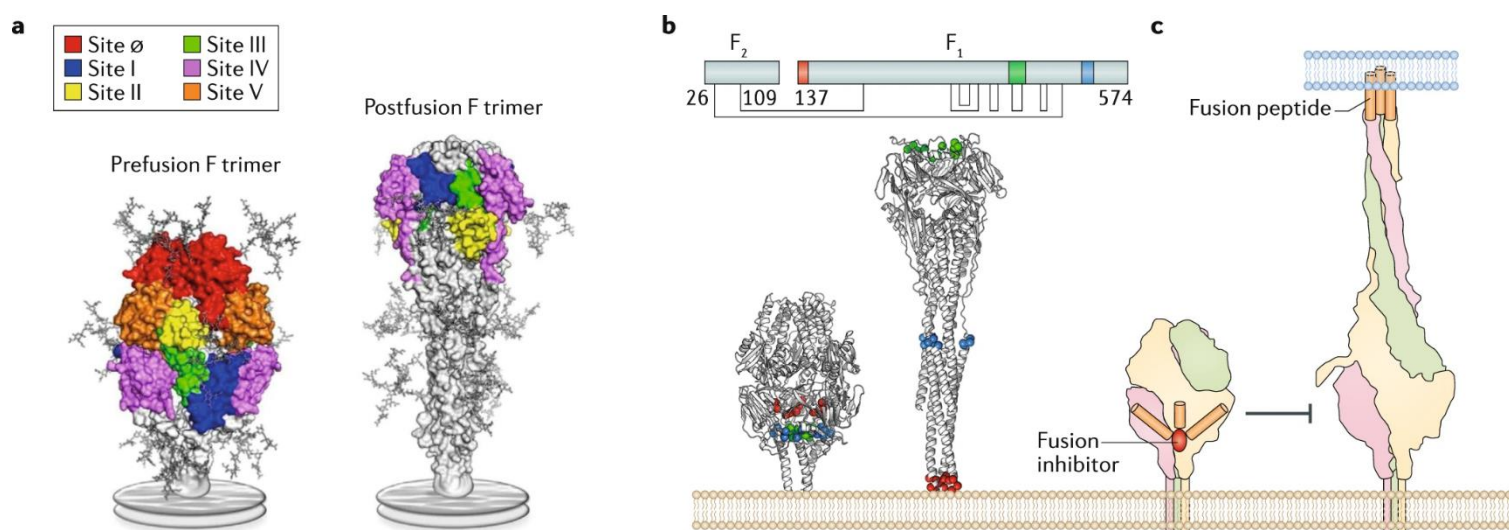 a
Site ø
Site I
Site II
Site III
Site IV
Site V
Prefusion F trimer
Postfusion F trimer
b
F2
F1
26
109
137
574
c
Fusion peptide
Fusion
inhibitor